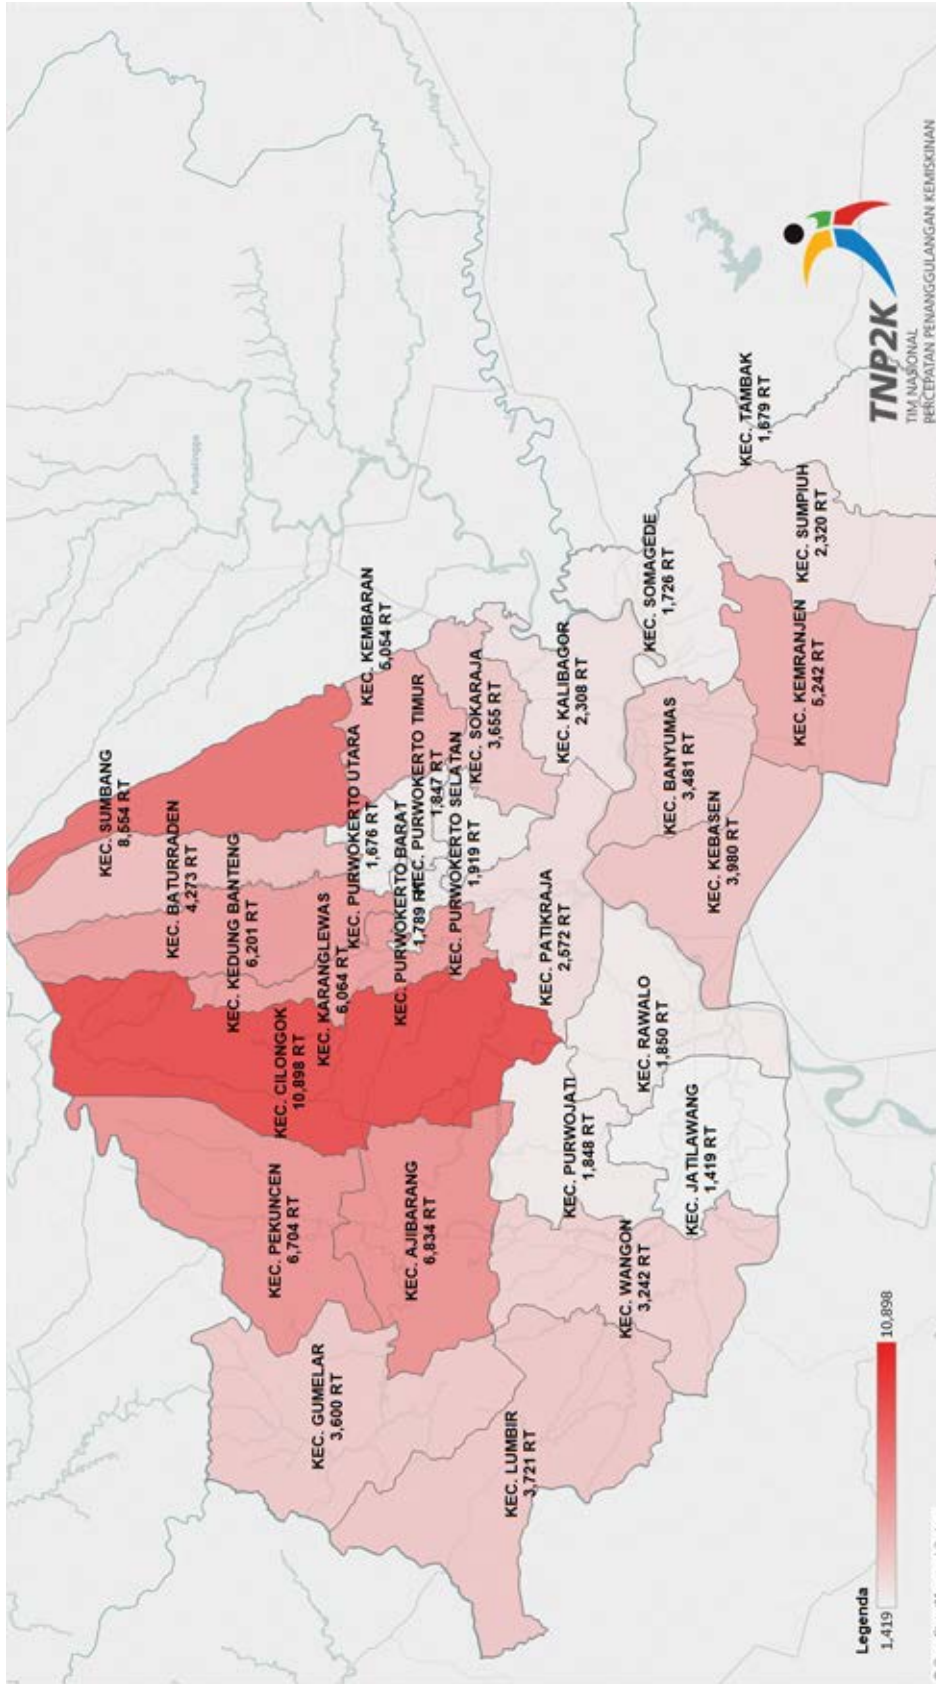 KEC. SUMBANG
8,554 RT
KEC. BATURRADEN
4,273 RT
KEC. KEDUNG BANTENG
6,201 RT
Purbalingga
KEC. PEKUNCEN
6,704 RT
KEC. CILONGOK
10,898 RT
KEC. KARANGLEWAS
6,064 RT
KEC. GUMELAR
3,600 RT
KEC. PURWOKERTO UTARA
1,676 RT
KEC. KEMBARAN
5,054 RT
KEC. PURWOKERTO BARAT
1,789 RT
KEC. PURWOKERTO TIMUR
1,847 RT
KEC. AJIBARANG
6,834 RT
KEC. PURWOKERTO SELATAN
1,919 RT
KEC. SOKARAJA
3,655 RT
KEC. LUMBIR
3,721 RT
KEC. PATIKRAJA
2,572 RT
KEC. KALIBAGOR
2,308 RT
KEC. PURWOJATI
1,848 RT
KEC. WANGON
3,242 RT
KEC. RAWALO
1,850 RT
KEC. SOMAGEDE
1,726 RT
KEC. BANYUMAS
3,481 RT
KEC. JATILAWANG
1,419 RT
KEC. KEBASEN
3,980 RT
KEC. TAMBAK
1,679 RT
KEC. KEMRANJEN
5,242 RT
KEC. SUMPIUH
2,320 RT
Legenda
1,419
10,898
TNP2K
TIM NASIONAL
PERCEPATAN PENANGGULANGAN KEMISKINAN